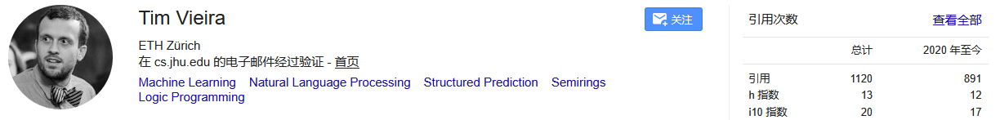 Tim Vieira
关注
ETH Zürich
在 cs.jhu.edu 的电子邮件经过验证 - 首页
Machine Learning Natural Language Processing Structured Prediction Semirings
Logic Programming
引用次数 查看全部
总计 2020 年至今
引用 1120 891
h 指数 13 12
i10 指数 20 17